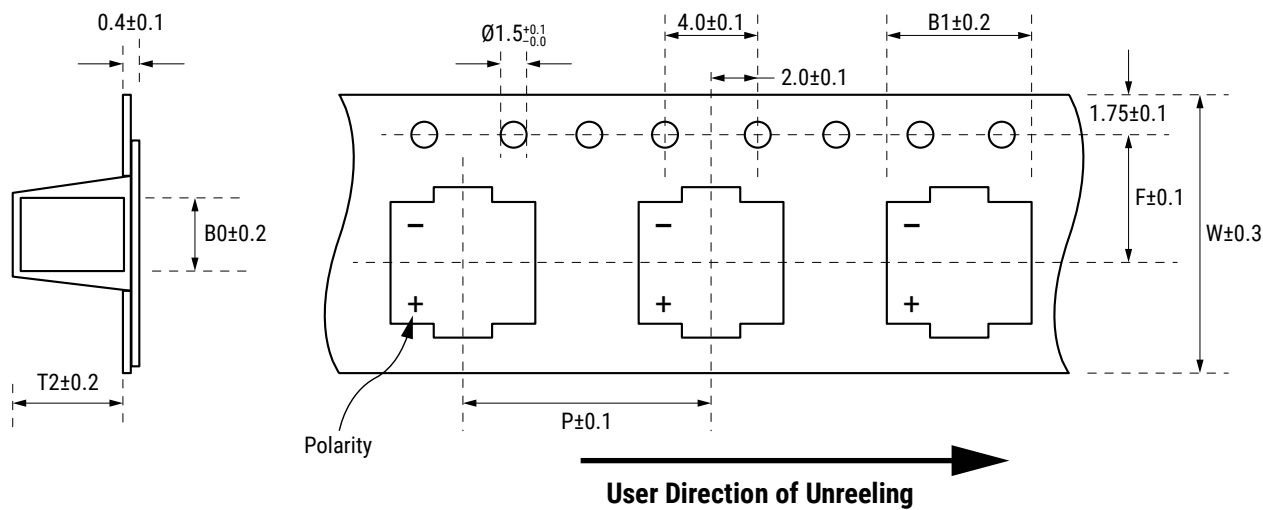 0.4±0.1
Ø1.5+0.1−0.0
4.0±0.1
B1±0.2
2.0±0.1
1.75±0.1
F±0.1
B0±0.2
W±0.3
−
−
−
+
+
+
T2±0.2
P±0.1
Polarity
User Direction of Unreeling